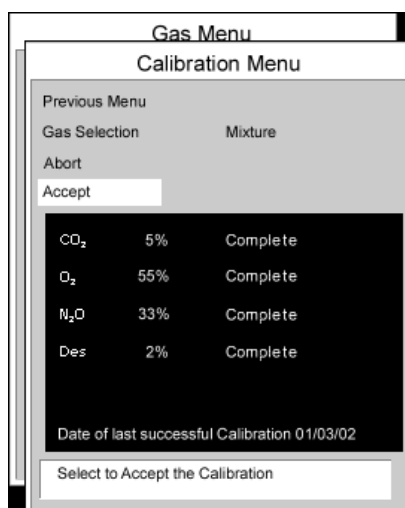 Gas Menu
Calibration Menu
Previous Menu
Gas Selection Mixture
Abort
Accept
CO₂ 5% Complete
O₂ 55% Complete
N₂O 33% Complete
Des 2% Complete
Date of last successful Calibration 01/03/02
Select to Accept the Calibration